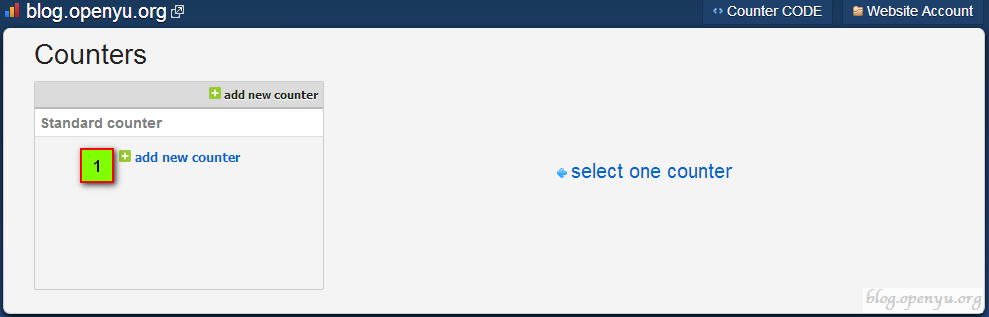 blog.openyu.org
Counter CODE
Website Account
Counters
add new counter
Standard counter
1 add new counter
select one counter
blog.openyu.org